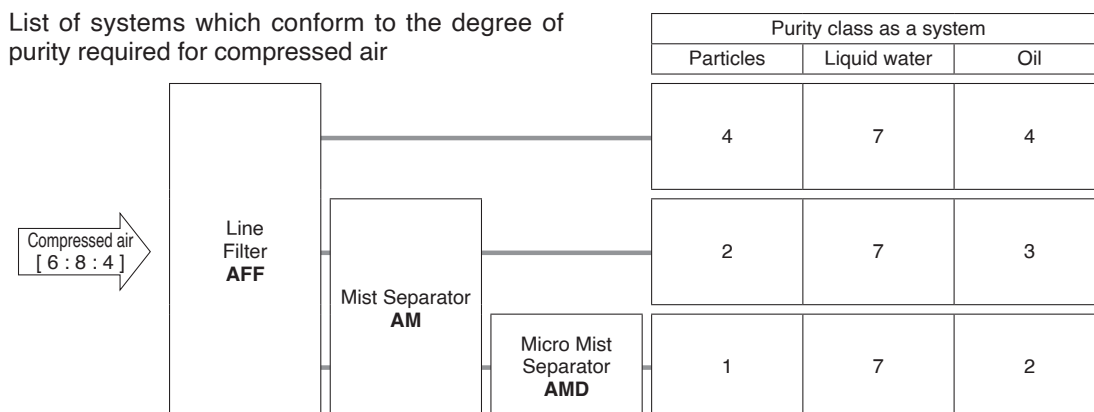 List of systems which conform to the degree of
purity required for compressed air
Purity class as a system
Particles Liquid water Oil
4 7 4
Compressed air
[ 6 : 8 : 4 ]
Line
Filter
AFF
2 7 3
Mist Separator
AM
Micro Mist
Separator
AMD
1 7 2